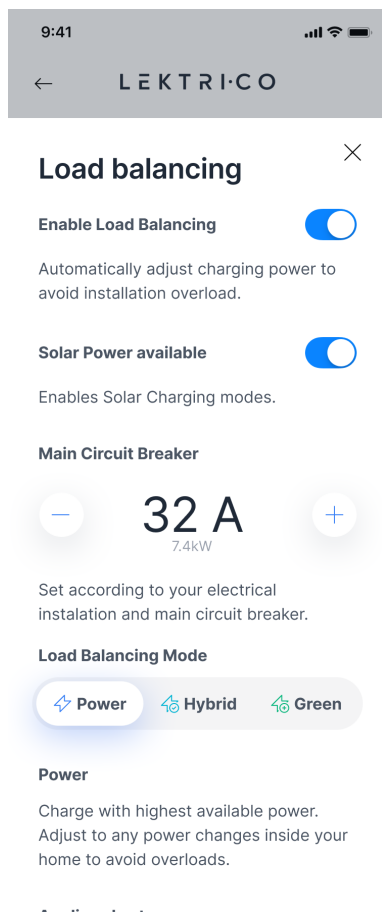 9:41
LEKTRI·CO
Load balancing
Enable Load Balancing
Automatically adjust charging power to
avoid installation overload.
Solar Power available
Enables Solar Charging modes.
Main Circuit Breaker
32 A
7.4kW
Set according to your electrical
instalation and main circuit breaker.
Load Balancing Mode
Power Hybrid Green
Power
Charge with highest available power.
Adjust to any power changes inside your
home to avoid overloads.